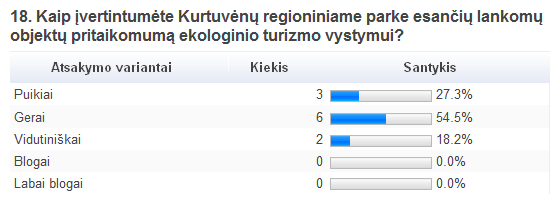 18. Kaip įvertintumėte Kurtuvėnų regioniniame parke esančių lankomų
objektų pritaikomumą ekologinio turizmo vystymui?
Atsakymo variantai Kiekis Santykis
Puikiai 3 27.3%
Gerai 6 54.5%
Vidutiniškai 2 18.2%
Blogai 0 0.0%
Labai blogai 0 0.0%